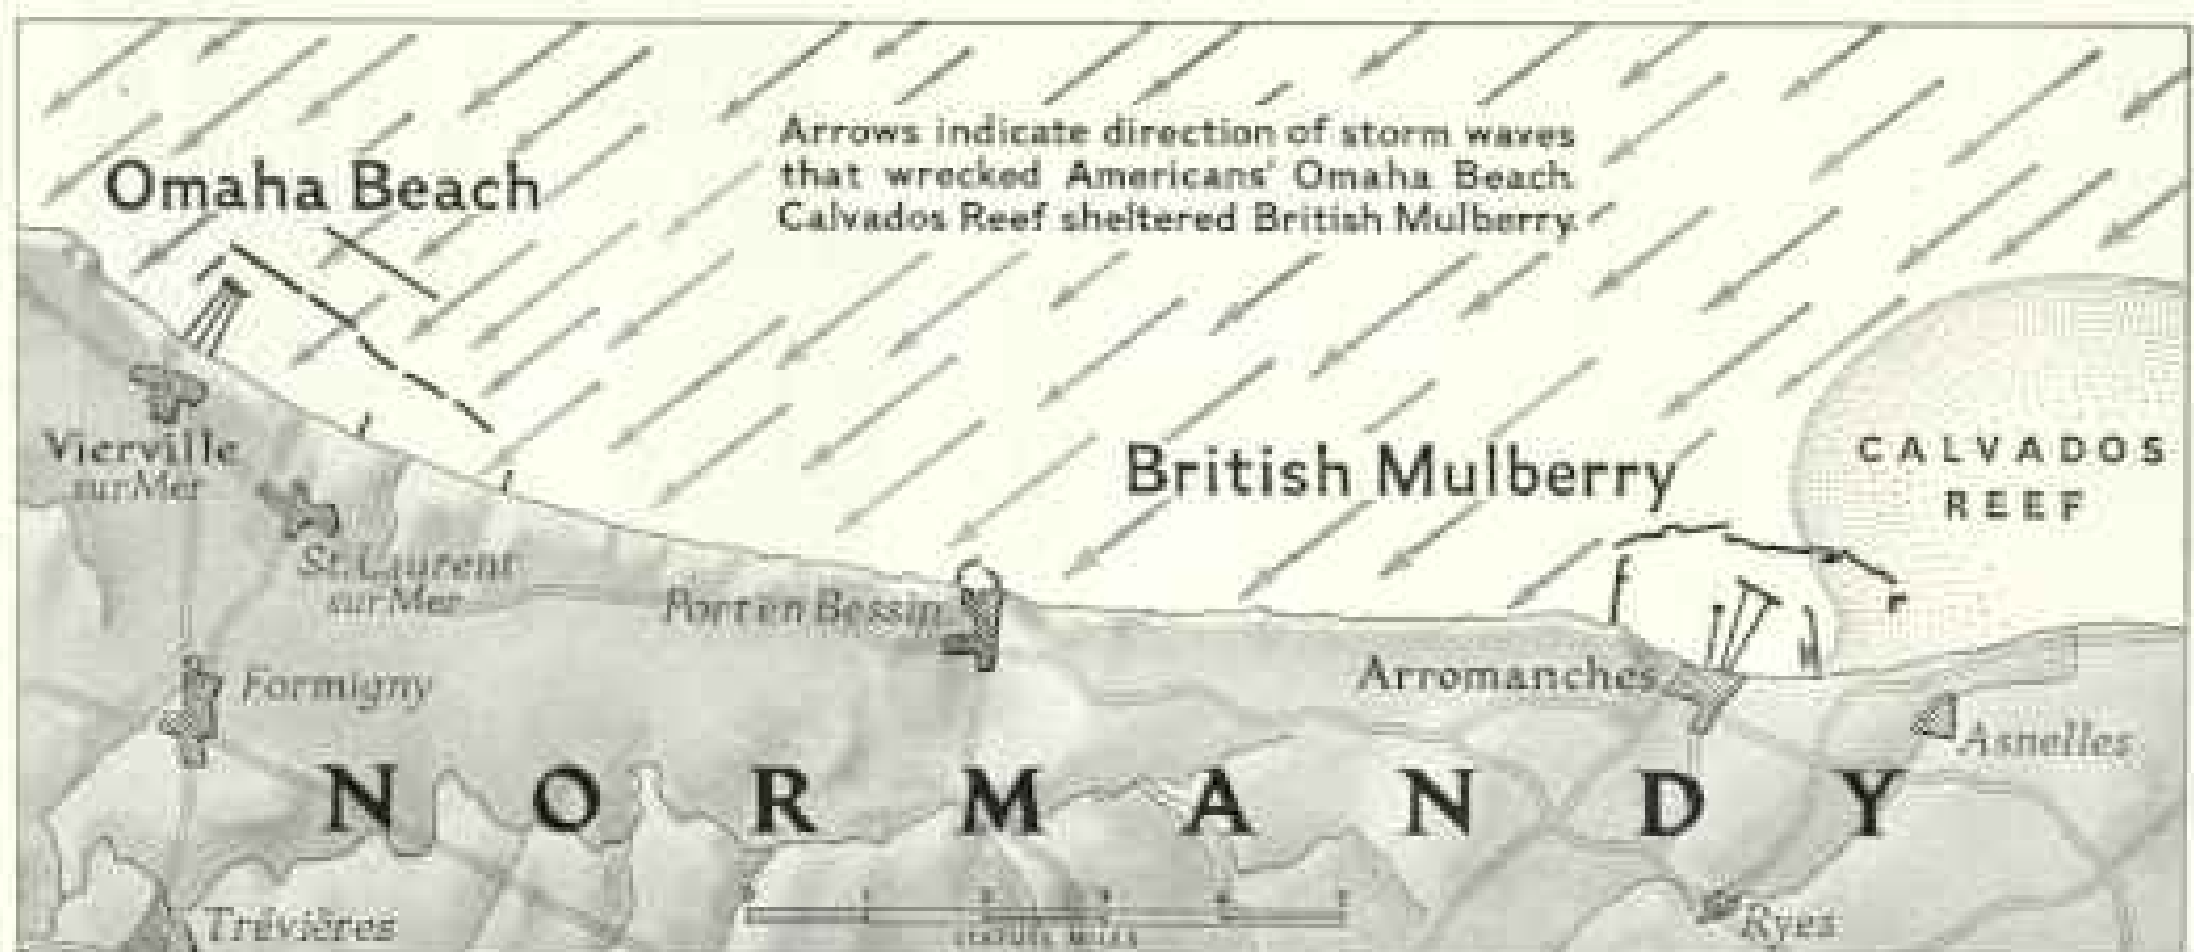 Arrows indicate direction of storm waves
that wrecked Americans' Omaha Beach
Calvados Reef sheltered British Mulberry.
Omaha Beach
British Mulberry
CALVADOS
REEF
Vierville
sur Mer
St. Laurent
sur Mer
Port en Bessin
Arromanches
Formigny
Asnelles
NORMANDY
Trévières
Ryes
STATUTE MILES